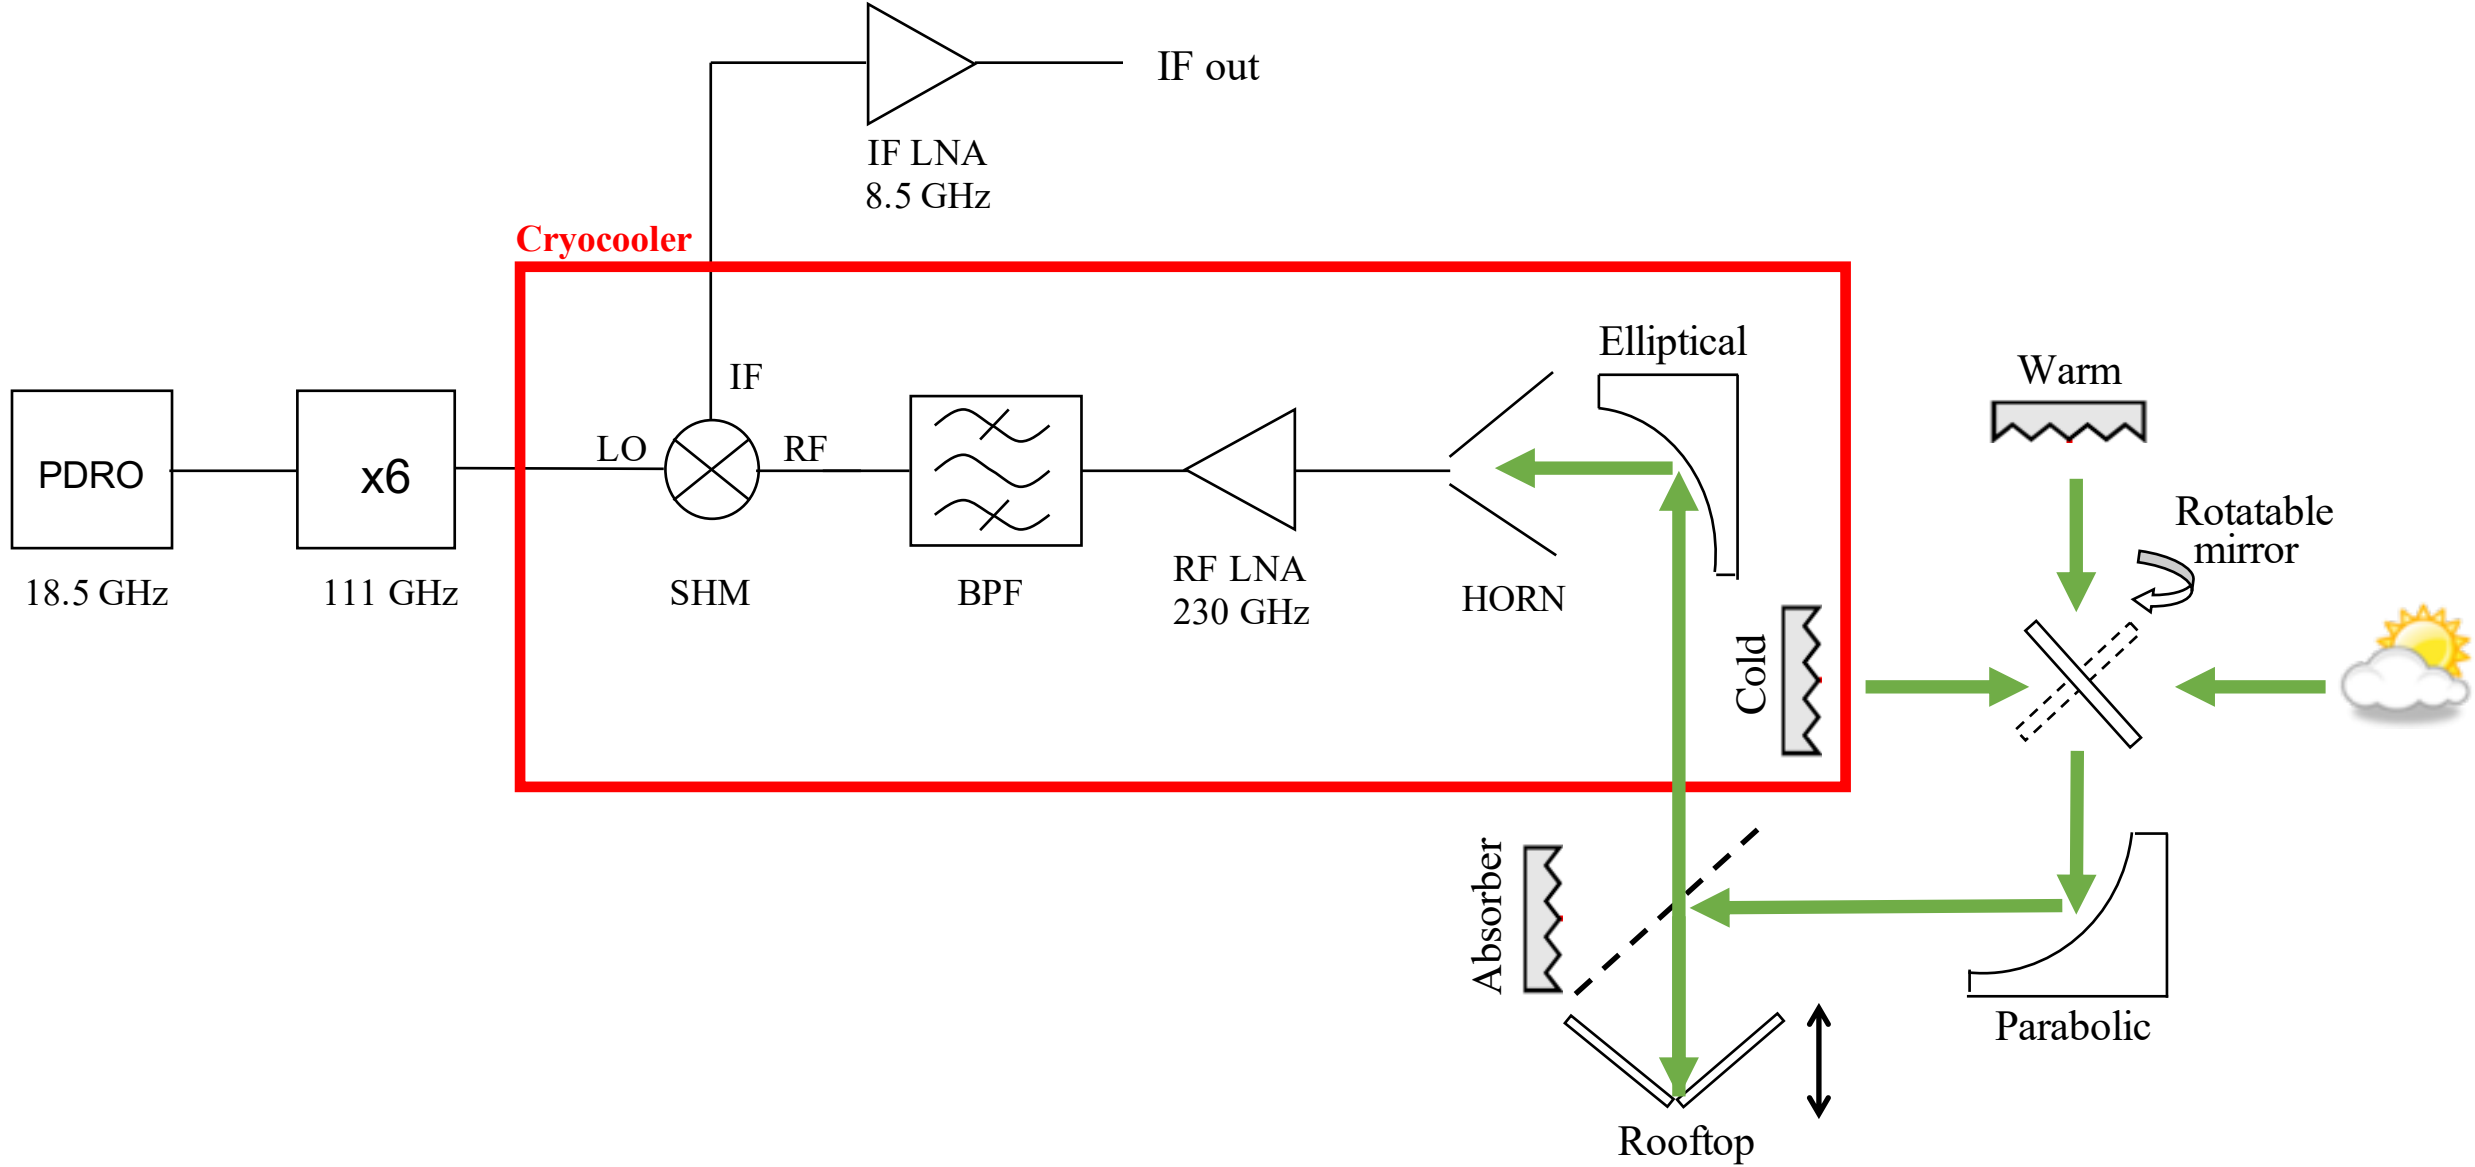 IF out
IF LNA
8.5 GHz
Cryocooler
Elliptical
Warm
IF
LO
RF
PDRO
x6
Rotatable
mirror
18.5 GHz
111 GHz
SHM
BPF
RF LNA
230 GHz
HORN
Cold
Absorber
Parabolic
Rooftop